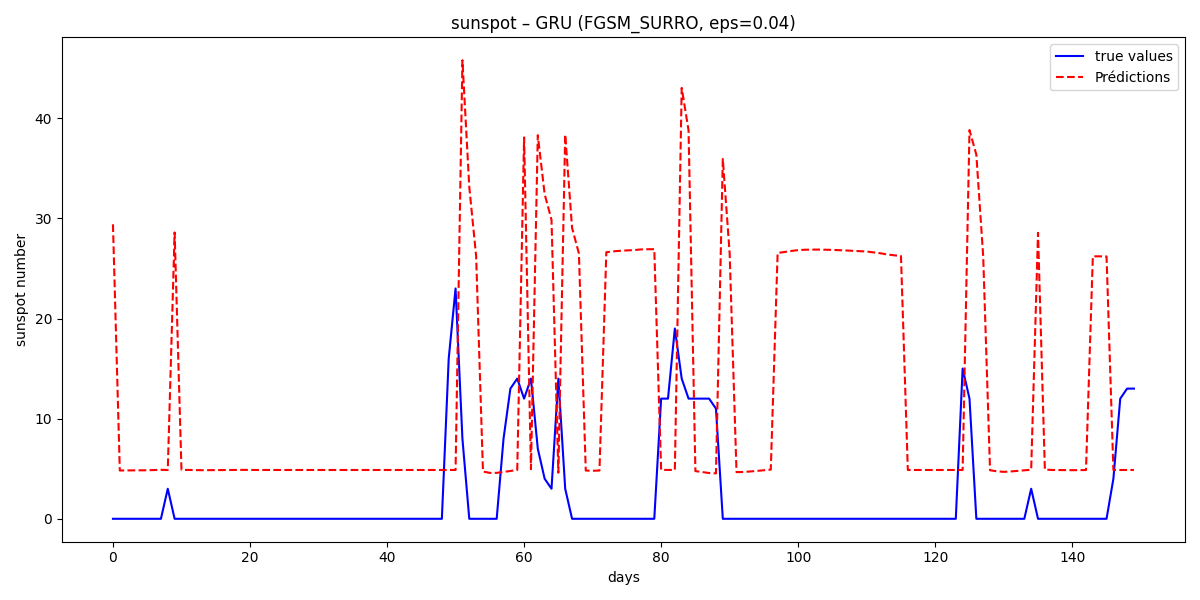 sunspot – GRU (FGSM_SURRO, eps=0.04)
true values
Prédictions
sunspot number
40
30
20
10
0
0 20 40 60 80 100 120 140
days